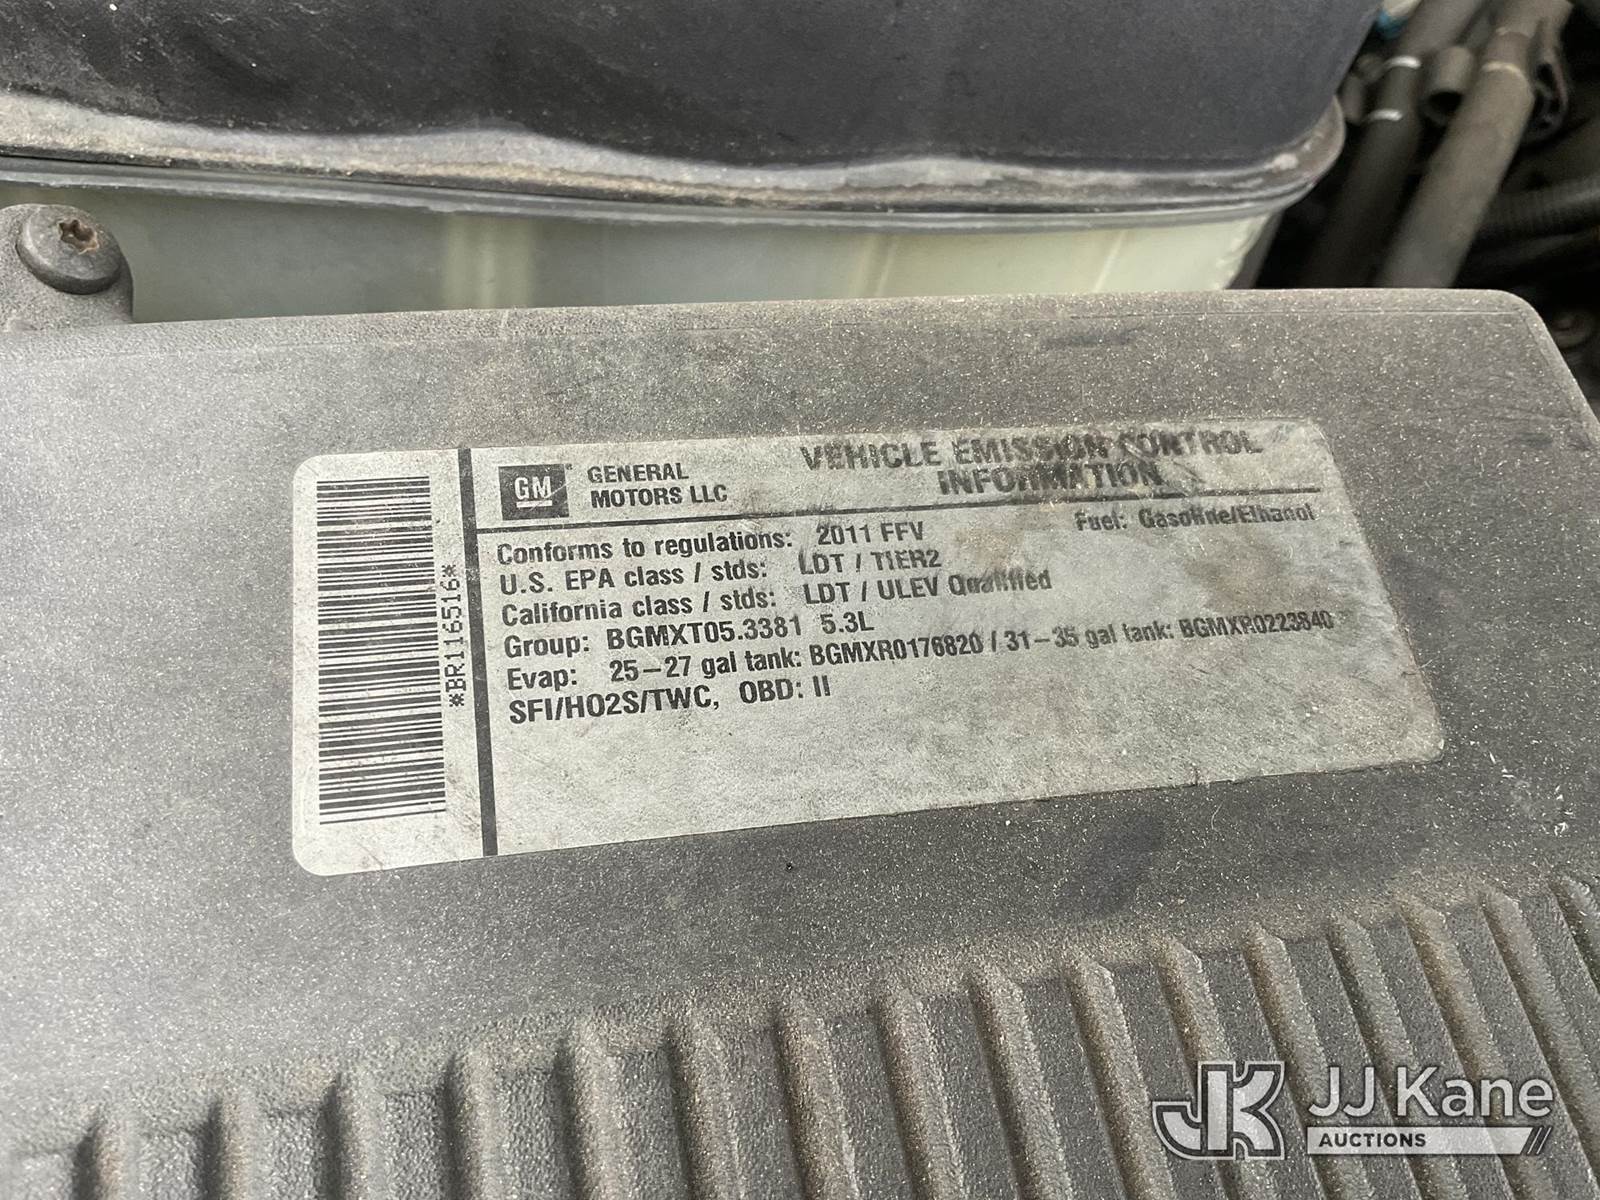 *BR1165516*
GM
GENERAL
MOTORS LLC
VEHICLE EMISSION CONTROL
INFORMATION
Conforms to regulations: 2011 FFV Fuel: Gasoline/Ethanol
U.S. EPA class / stds: LDT / TIER2
California class / stds: LDT / ULEV Qualified
Group: BGMXT05.3381 5.3L
Evap: 25-27 gal tank: BGMXR0176820 / 31-35 gal tank: BGMXR0223840
SFI/HO2S/TWC, OBD: II
JK JJ Kane
AUCTIONS